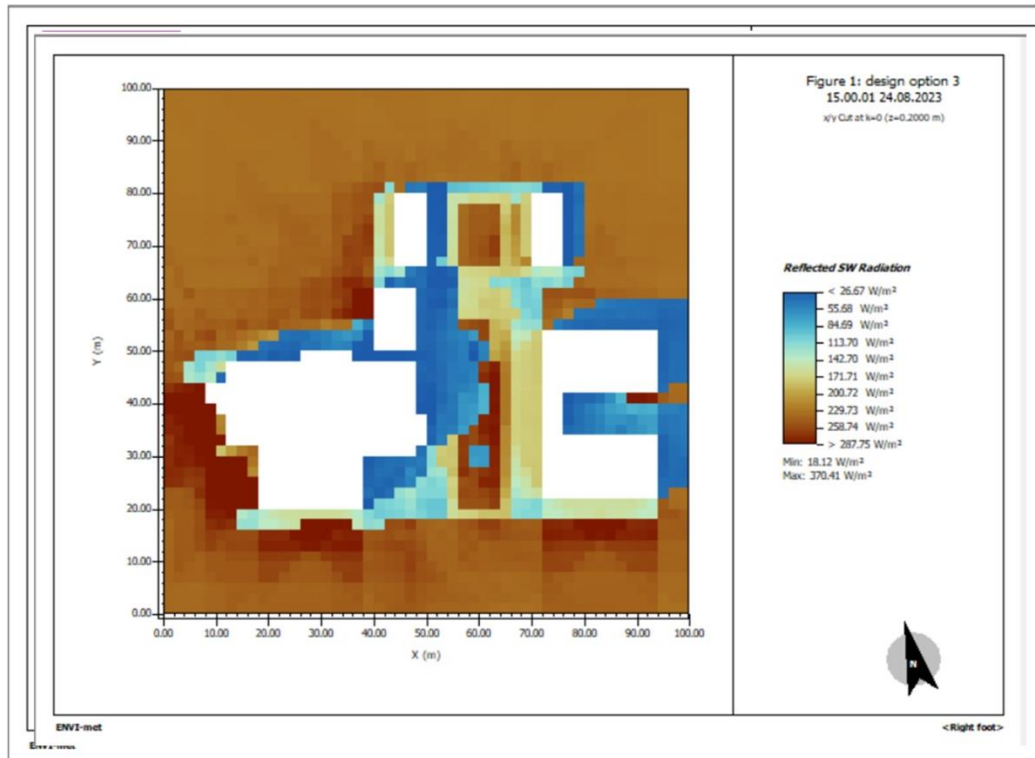 Figure 1: design option 3
15.00.01 24.08.2023
x/y Cut at k=0 (z=0.2000 m)
100.00
90.00
80.00
70.00
60.00
50.00
40.00
30.00
20.00
10.00
0.00
Y (m)
0.00 10.00 20.00 30.00 40.00 50.00 60.00 70.00 80.00 90.00 100.00
X (m)
Reflected SW Radiation
< 26.67 W/m²
55.68 W/m²
84.69 W/m²
113.70 W/m²
142.70 W/m²
171.71 W/m²
200.72 W/m²
229.73 W/m²
258.74 W/m²
> 287.75 W/m²
Min: 18.12 W/m²
Max: 370.41 W/m²
N
ENVI-met
<Right foot>